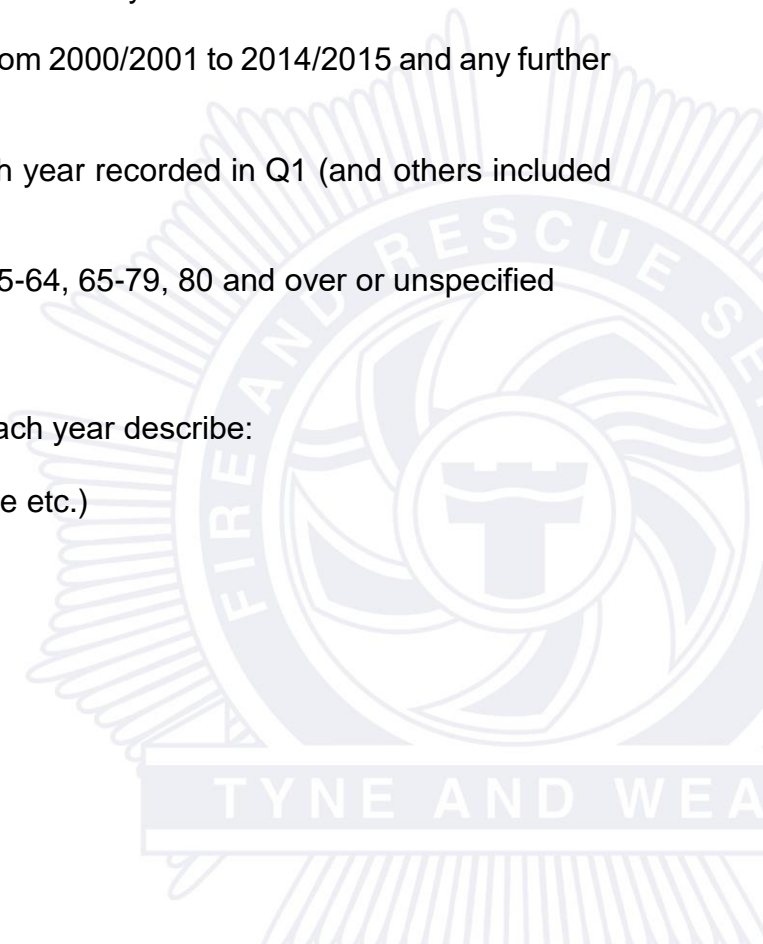 om 2000/2001 to 2014/2015 and any further
h year recorded in Q1 (and others included
5-64, 65-79, 80 and over or unspecified
ach year describe:
e etc.)
FIRE AND RESCUE SE
TYNE AND WEA